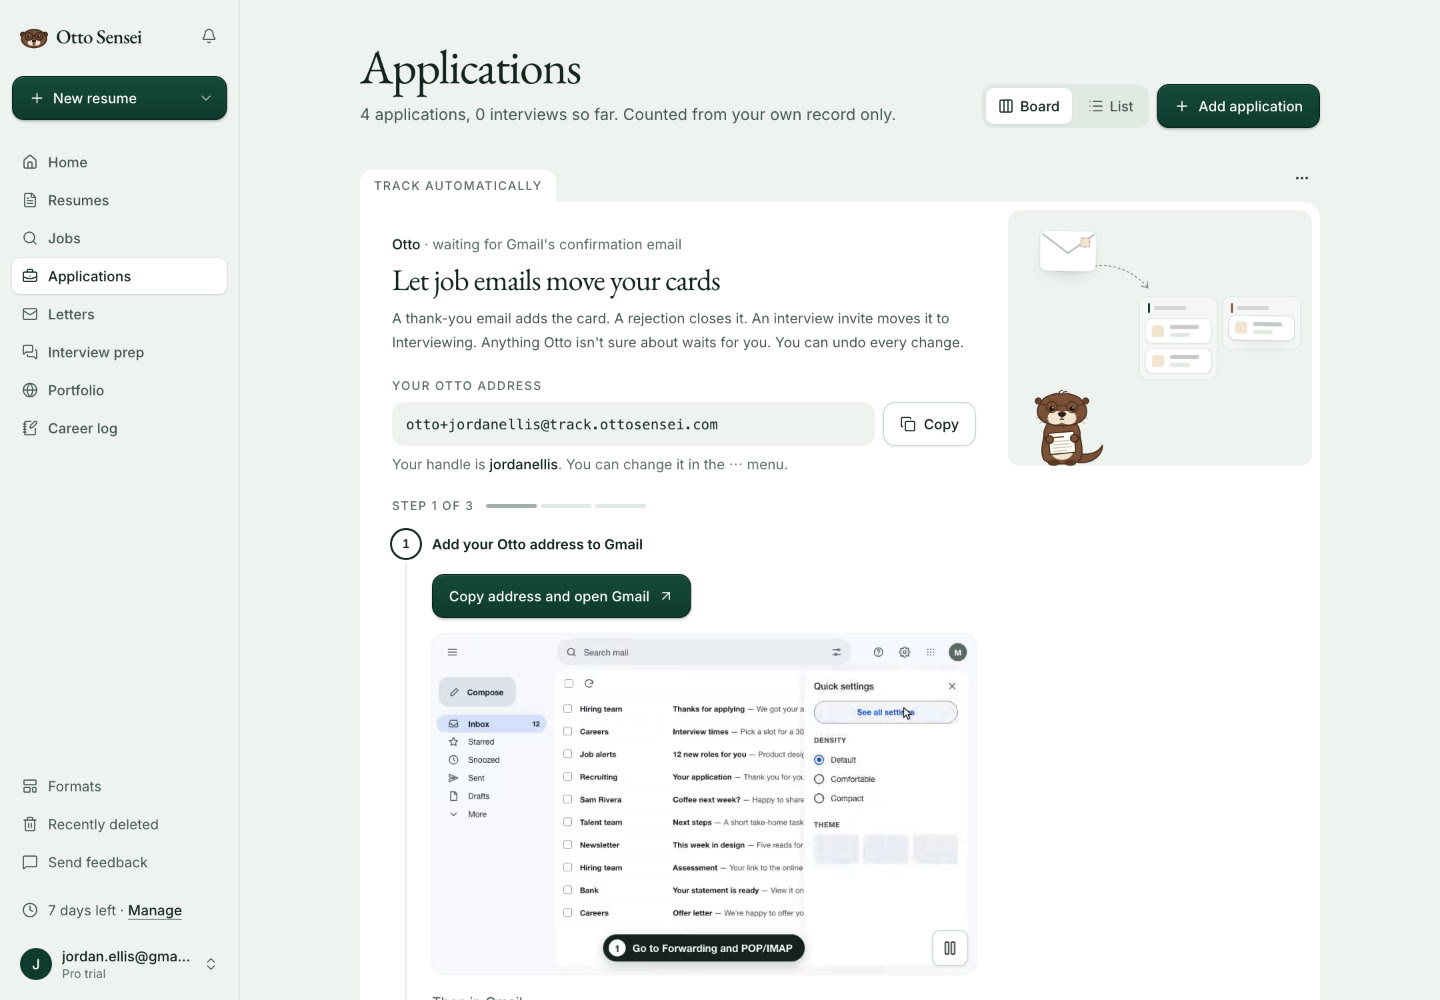 Otto Sensei
New resume
Home
Resumes
Jobs
Applications
Letters
Interview prep
Portfolio
Career log
Formats
Recently deleted
Send feedback
7 days left · Manage
J
jordan.ellis@gma...
Pro trial
Applications
4 applications, 0 interviews so far. Counted from your own record only.
Board
List
Add application
TRACK AUTOMATICALLY
Otto · waiting for Gmail's confirmation email
Let job emails move your cards
A thank-you email adds the card. A rejection closes it. An interview invite moves it to
Interviewing. Anything Otto isn't sure about waits for you. You can undo every change.
YOUR OTTO ADDRESS
otto+jordanellis@track.ottosensei.com
Copy
Your handle is jordanellis. You can change it in the ··· menu.
STEP 1 OF 3
1
Add your Otto address to Gmail
Copy address and open Gmail
Search mail
M
Compose
Inbox 12
Starred
Snoozed
Sent
Drafts
More
Hiring team Thanks for applying — We got your a
Careers Interview times — Pick a slot for a 30
Job alerts 12 new roles for you — Product desig
Recruiting Your application — Thank you for you
Sam Rivera Coffee next week? — Happy to share
Talent team Next steps — A short take-home task
Newsletter This week in design — Five reads for
Hiring team Assessment — Your link to the online
Bank Your statement is ready — View it on
Careers Offer letter — We're happy to offer yo
Quick settings
See all settings
DENSITY
Default
Comfortable
Compact
THEME
1 Go to Forwarding and POP/IMAP